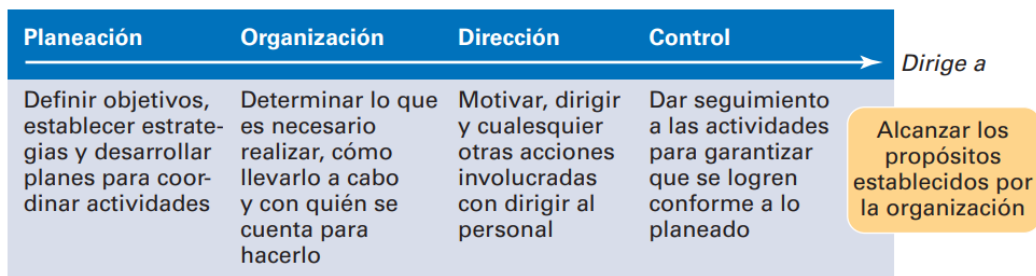 Planeación
Organización
Dirección
Control
Dirige a
Definir objetivos,
establecer estrate-
gias y desarrollar
planes para coor-
dinar actividades
Determinar lo que
es necesario
realizar, cómo
llevarlo a cabo
y con quién se
cuenta para
hacerlo
Motivar, dirigir
y cualesquier
otras acciones
involucradas
con dirigir al
personal
Dar seguimiento
a las actividades
para garantizar
que se logren
conforme a lo
planeado
Alcanzar los
propósitos
establecidos por
la organización